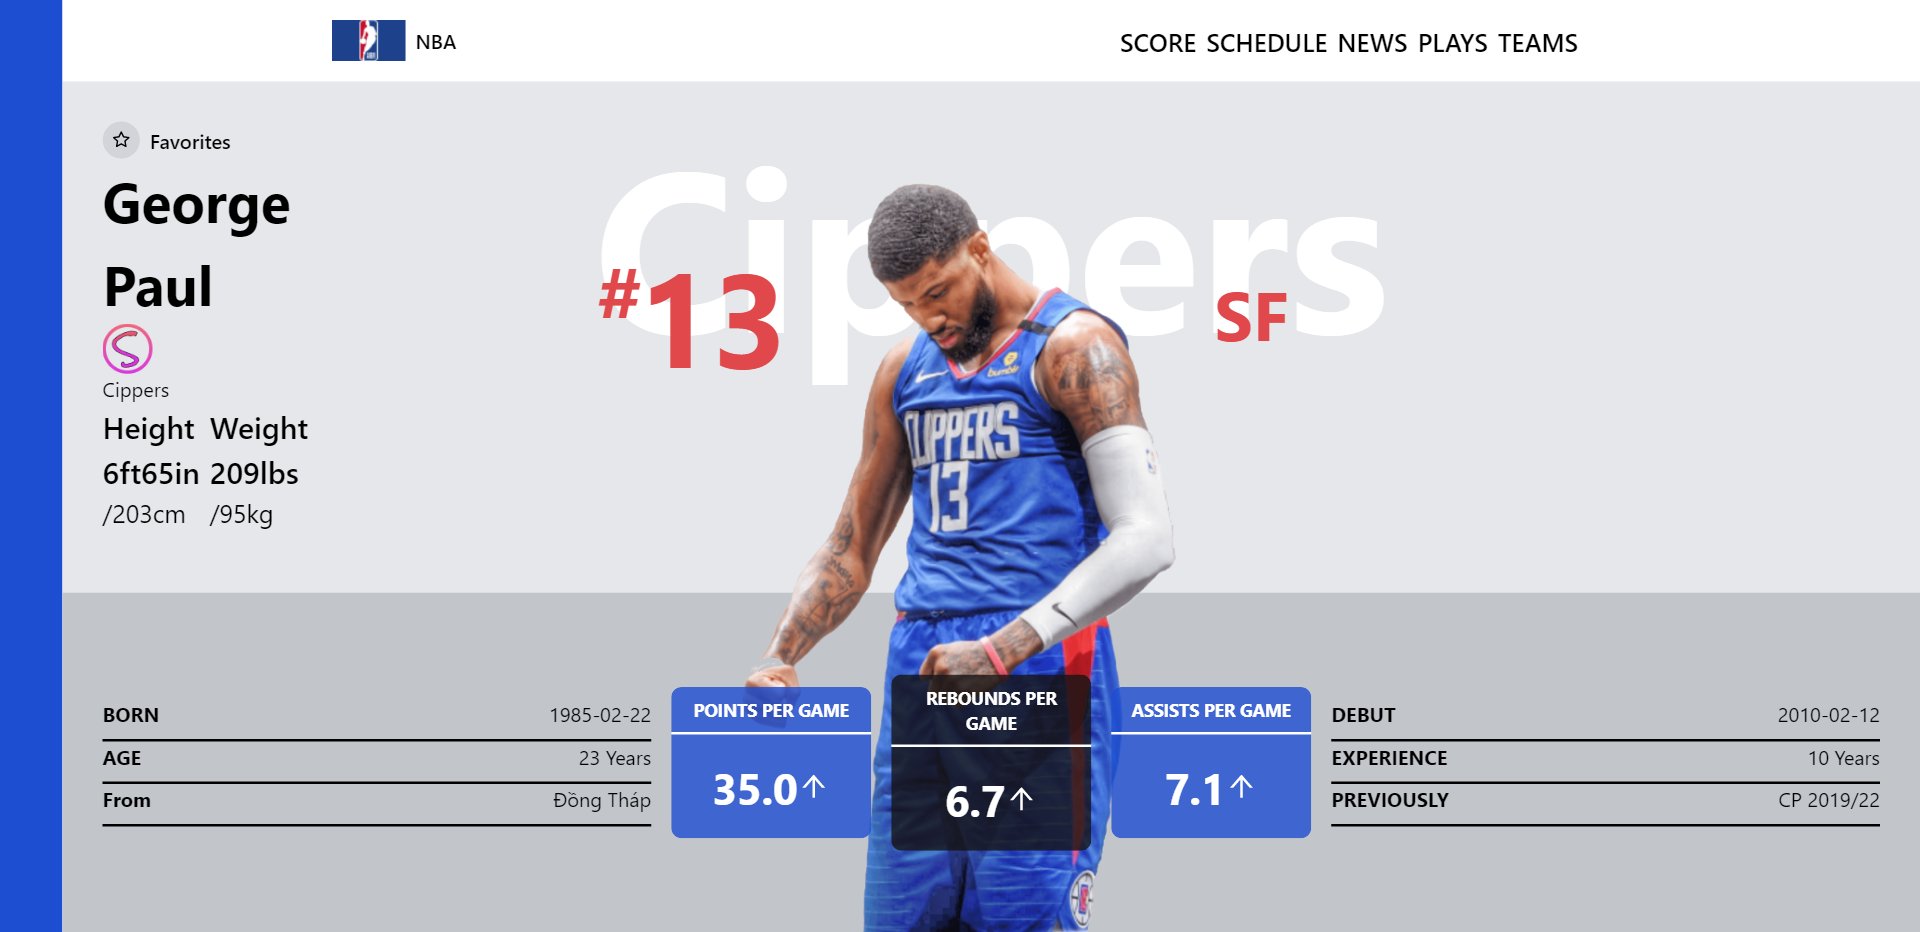 NBA
SCORE SCHEDULE NEWS PLAYS TEAMS
Favorites
George
Paul
Cippers
Height Weight
6ft65in 209lbs
/203cm /95kg
Cippers
#13
SF
bumble
CLIPPERS
13
BORN 1985-02-22
AGE 23 Years
From Đồng Tháp
POINTS PER GAME
35.0↑
REBOUNDS PER
GAME
6.7↑
ASSISTS PER GAME
7.1↑
DEBUT 2010-02-12
EXPERIENCE 10 Years
PREVIOUSLY CP 2019/22